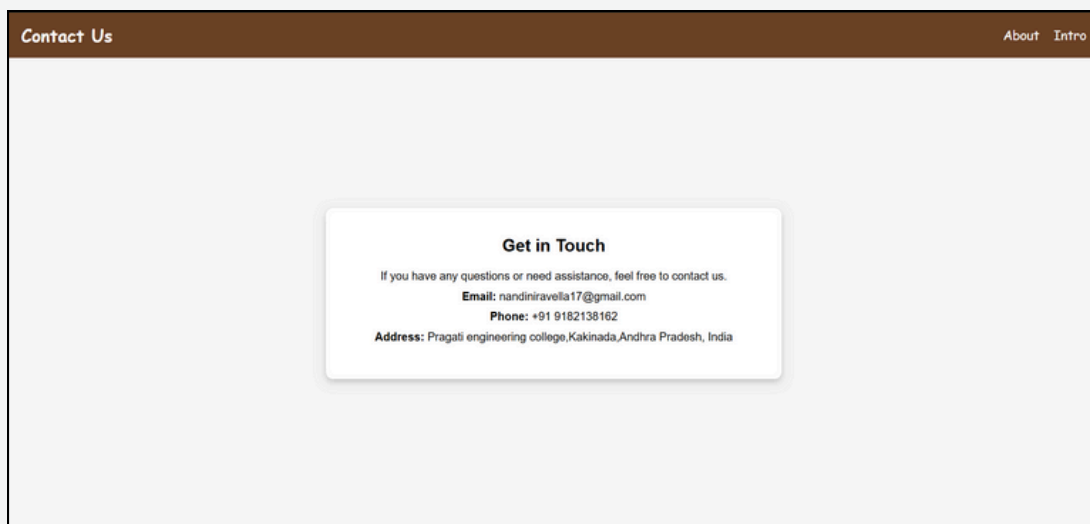 Contact Us
About Intro
Get in Touch
If you have any questions or need assistance, feel free to contact us.
Email: nandiniravella17@gmail.com
Phone: +91 9182138162
Address: Pragati engineering college,Kakinada,Andhra Pradesh, India